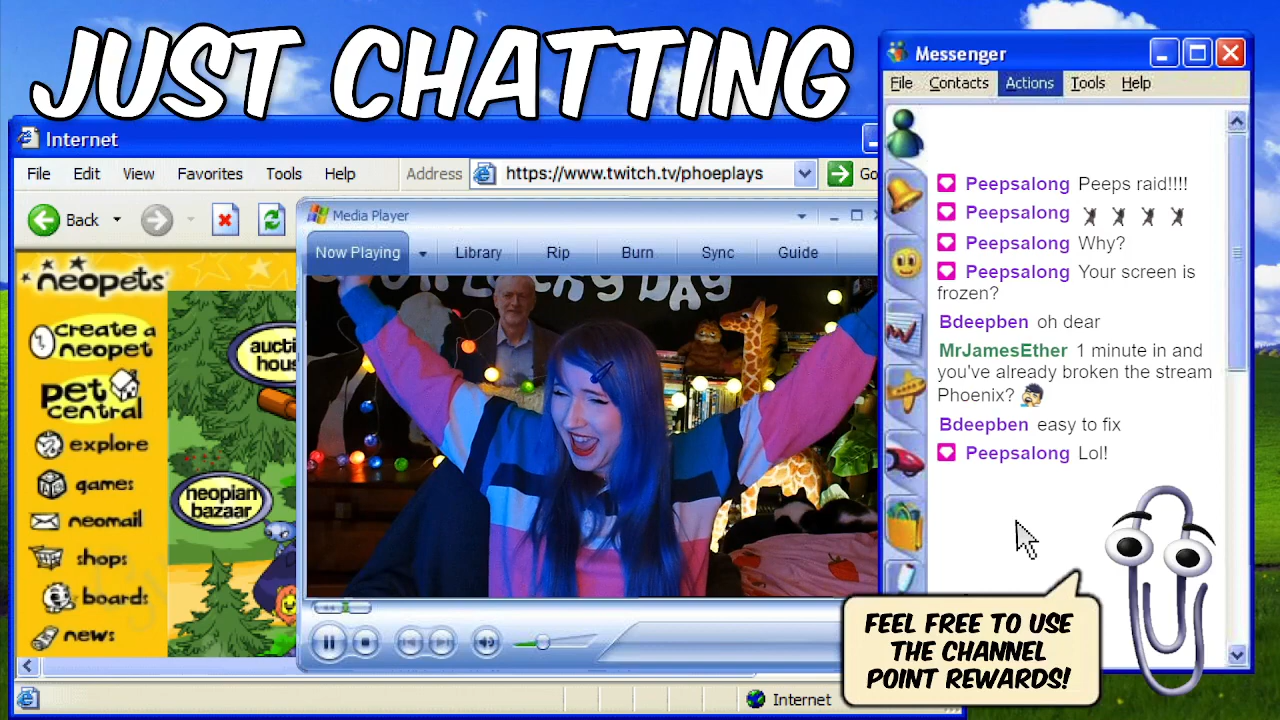 JUST CHATTING
Internet
File Edit View Favorites Tools Help Address https://www.twitch.tv/phoeplays Go
Back
neopets
create a
neopet
pet
central
explore
games
neomail
shops
boards
news
aucti
hous
neopian
bazaar
Media Player
Now Playing Library Rip Burn Sync Guide
LUCKY DAY
Internet
Messenger
File Contacts Actions Tools Help
Peepsalong Peeps raid!!!!
Peepsalong
Peepsalong Why?
Peepsalong Your screen is
frozen?
Bdeepben oh dear
MrJamesEther 1 minute in and
you've already broken the stream
Phoenix?
Bdeepben easy to fix
Peepsalong Lol!
FEEL FREE TO USE
THE CHANNEL
POINT REWARDS!